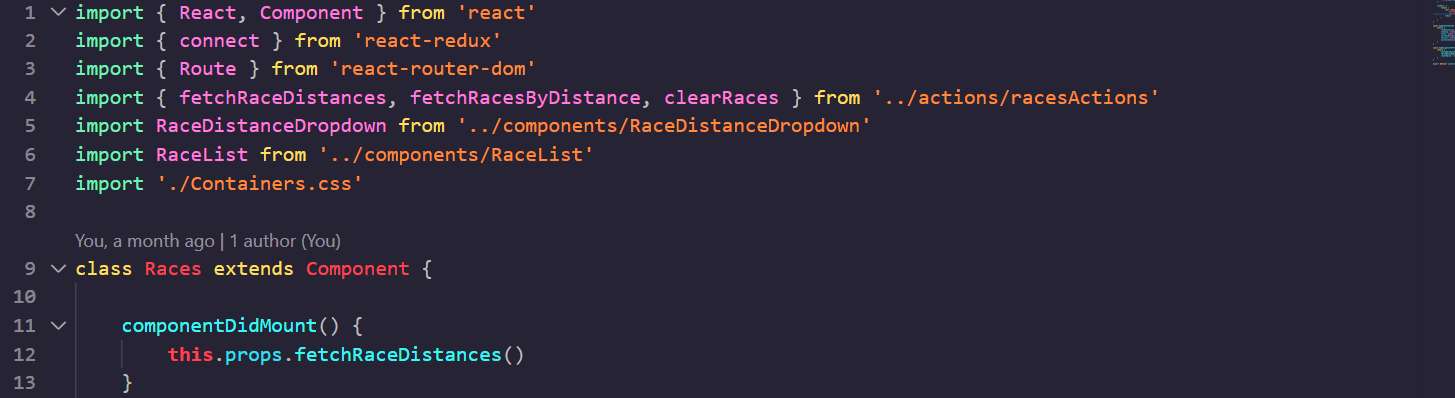 1 import { React, Component } from 'react'
2 import { connect } from 'react-redux'
3 import { Route } from 'react-router-dom'
4 import { fetchRaceDistances, fetchRacesByDistance, clearRaces } from '../actions/racesActions'
5 import RaceDistanceDropdown from '../components/RaceDistanceDropdown'
6 import RaceList from '../components/RaceList'
7 import './Containers.css'
8
You, a month ago | 1 author (You)
9 class Races extends Component {
10
11 componentDidMount() {
12 this.props.fetchRaceDistances()
13 }